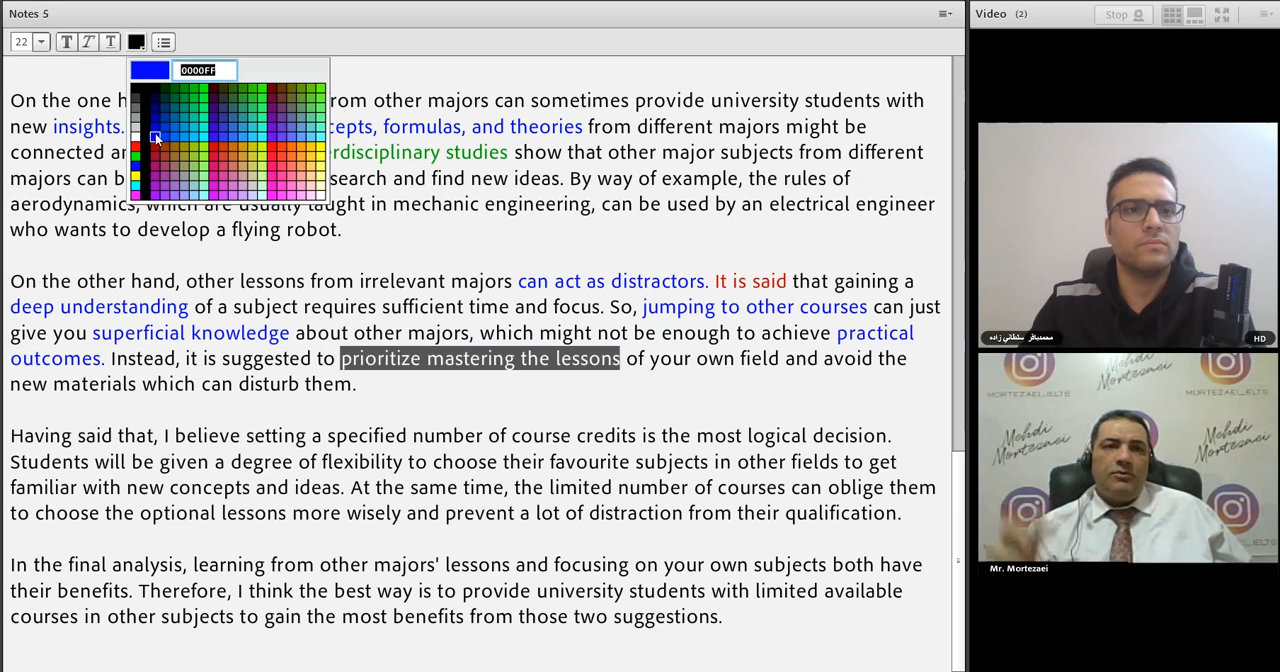 Notes 5
Video (2)
Stop
22
T T T
0000FF
On the one h rom other majors can sometimes provide university students with
new insights. cepts, formulas, and theories from different majors might be
connected an rdisciplinary studies show that other major subjects from different
majors can b search and find new ideas. By way of example, the rules of
aerodynamics, which are usually taught in mechanic engineering, can be used by an electrical engineer
who wants to develop a flying robot.
On the other hand, other lessons from irrelevant majors can act as distractors. It is said that gaining a
deep understanding of a subject requires sufficient time and focus. So, jumping to other courses can just
give you superficial knowledge about other majors, which might not be enough to achieve practical
outcomes. Instead, it is suggested to prioritize mastering the lessons of your own field and avoid the
new materials which can disturb them.
Having said that, I believe setting a specified number of course credits is the most logical decision.
Students will be given a degree of flexibility to choose their favourite subjects in other fields to get
familiar with new concepts and ideas. At the same time, the limited number of courses can oblige them
to choose the optional lessons more wisely and prevent a lot of distraction from their qualification.
In the final analysis, learning from other majors' lessons and focusing on your own subjects both have
their benefits. Therefore, I think the best way is to provide university students with limited available
courses in other subjects to gain the most benefits from those two suggestions.
محمدباقر سلطاني زاده
HD
Mehdi
Mortezaei
MORTEZAEI_IELTS
MORTEZAEI_IELTS
Mehdi
Mortezaei
Mehdi
Mortezaei
Mr. Mortezaei